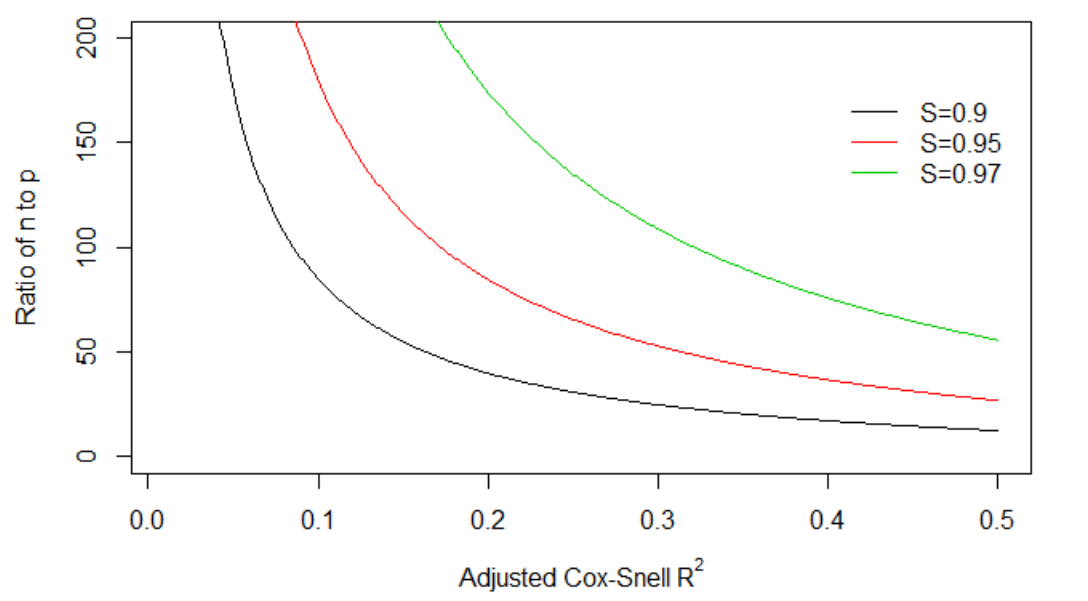 Ratio of n to p
200
150
100
50
0
S=0.9
S=0.95
S=0.97
0.0 0.1 0.2 0.3 0.4 0.5
Adjusted Cox-Snell R²